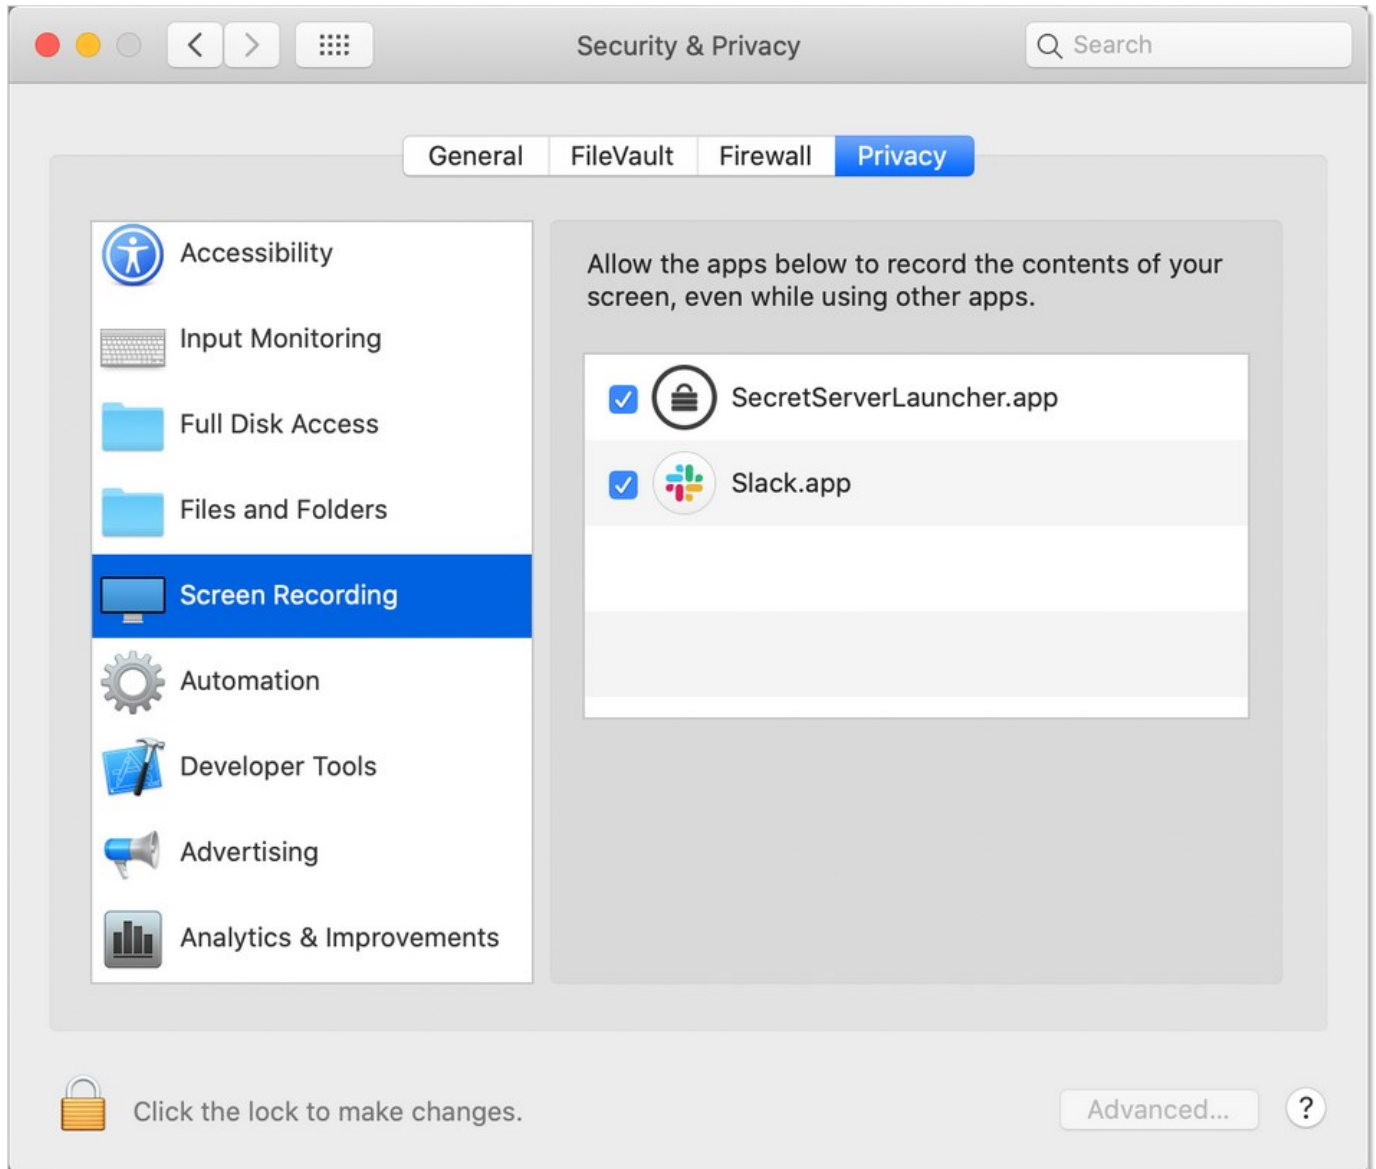 Security & Privacy
Search
General
FileVault
Firewall
Privacy
Accessibility
Input Monitoring
Full Disk Access
Files and Folders
Screen Recording
Automation
Developer Tools
Advertising
Analytics & Improvements
Allow the apps below to record the contents of your
screen, even while using other apps.
SecretServerLauncher.app
Slack.app
Click the lock to make changes.
Advanced...
?